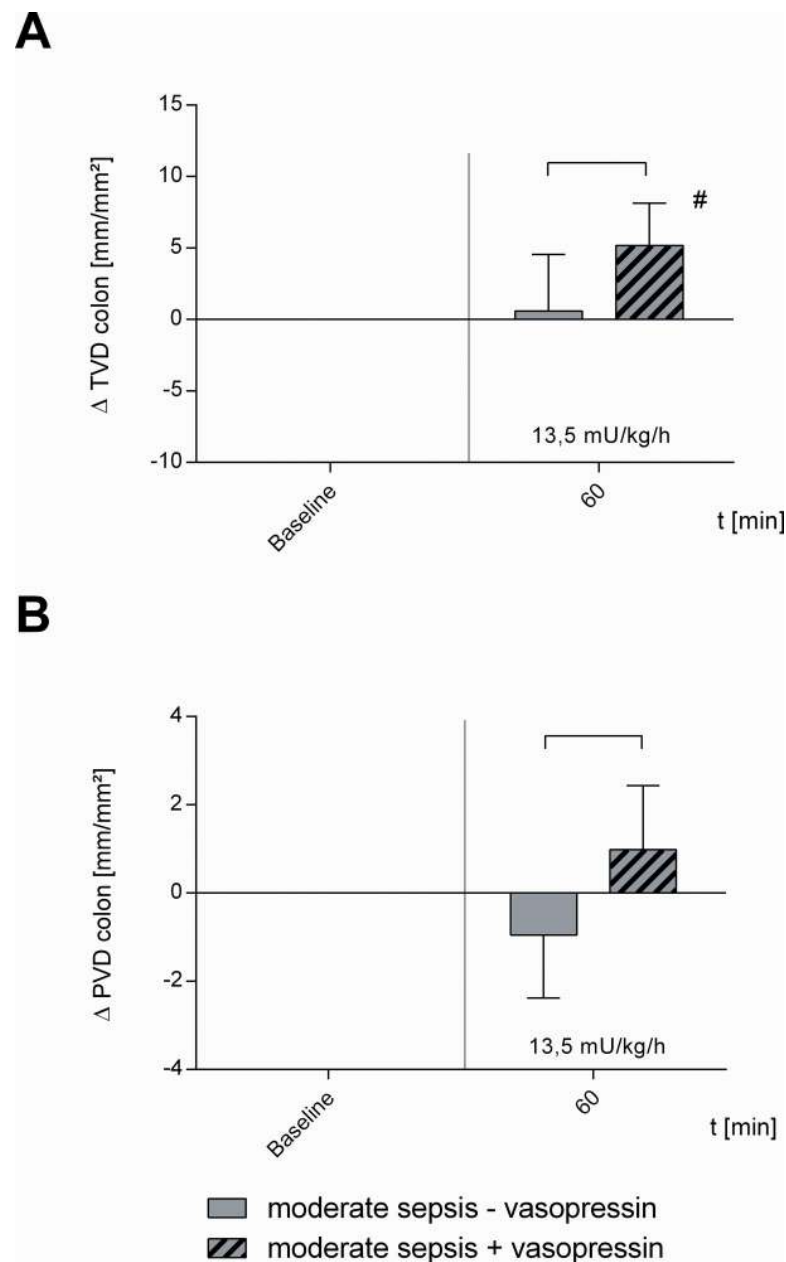 A
15
10
5
0
-5
-10
Δ TVD colon [mm/mm²]
#
13,5 mU/kg/h
Baseline
60
t [min]
B
4
2
0
-2
-4
Δ PVD colon [mm/mm²]
13,5 mU/kg/h
Baseline
60
t [min]
moderate sepsis - vasopressin
moderate sepsis + vasopressin